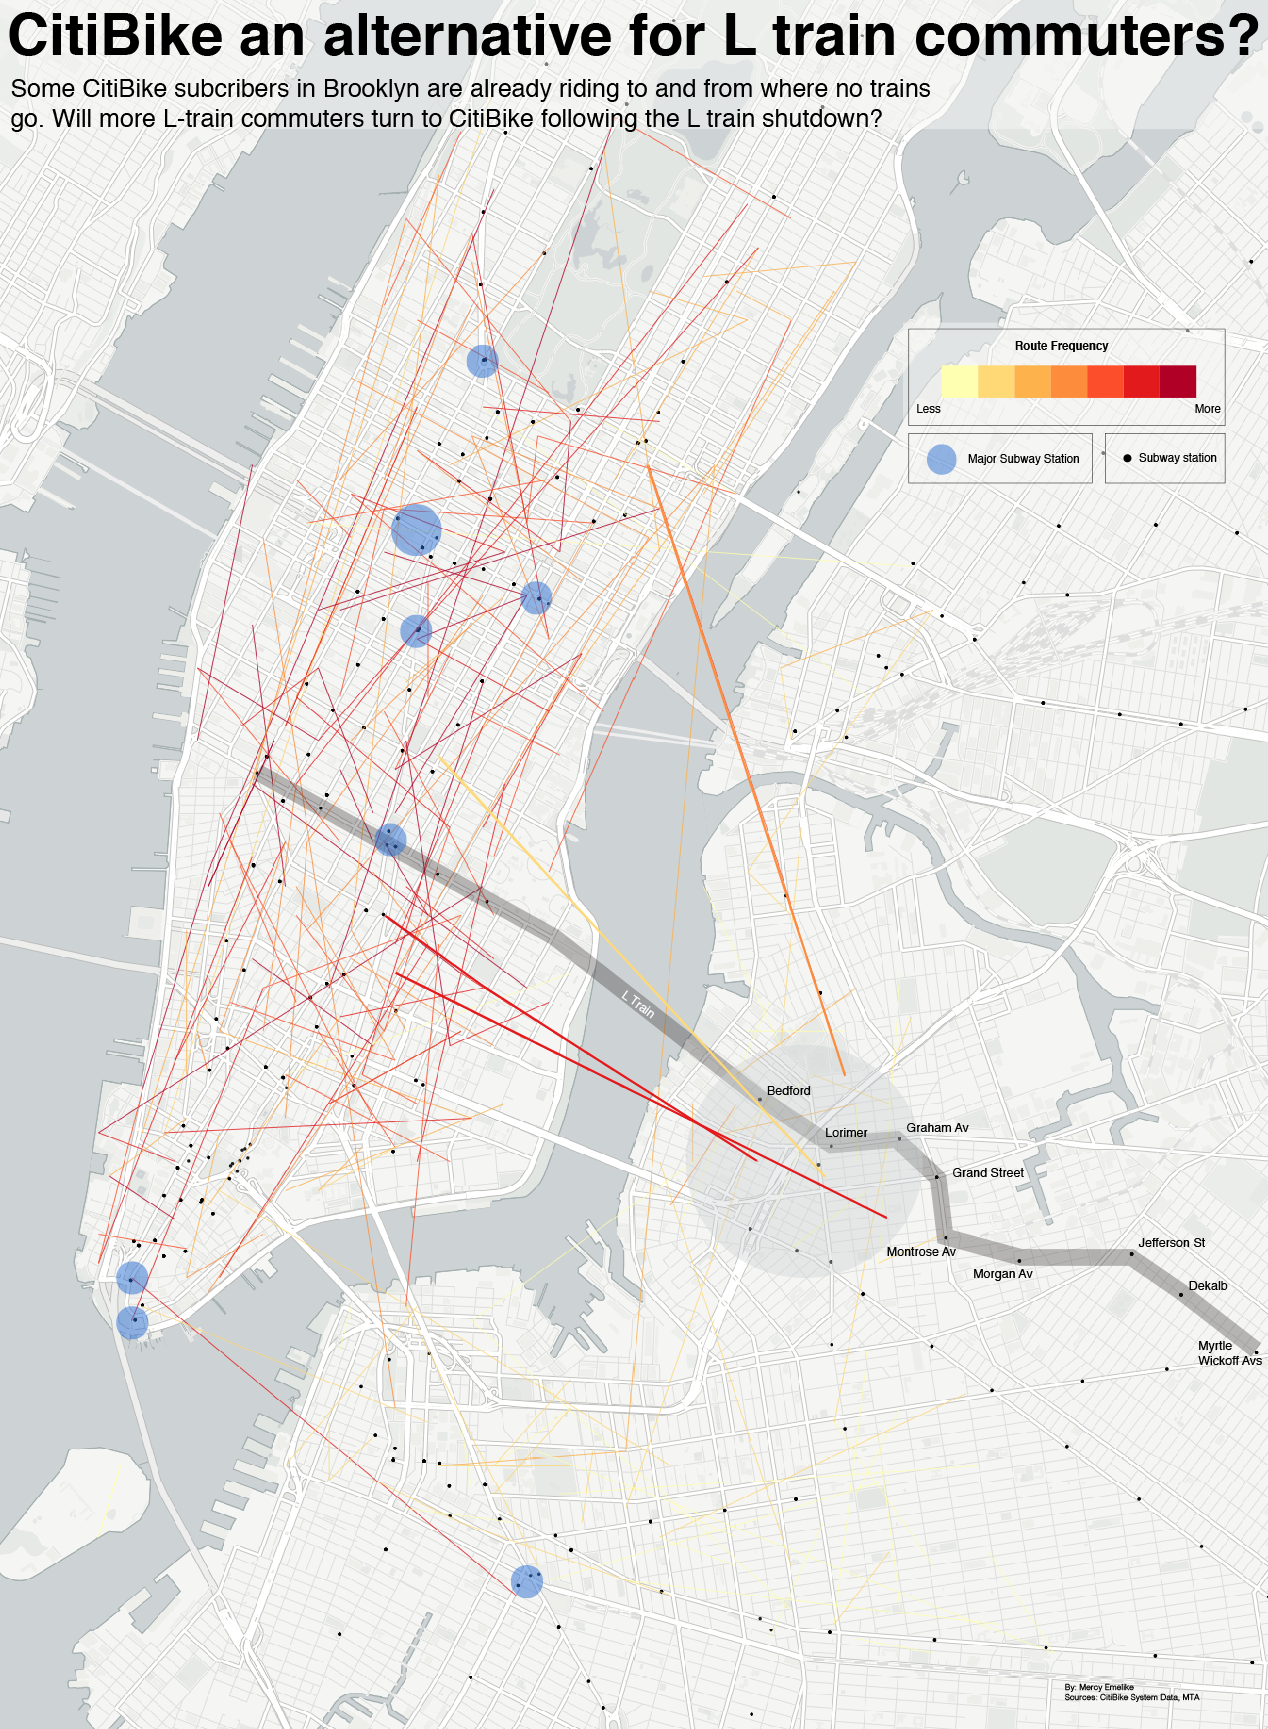 CitiBike an alternative for L train commuters?
Some CitiBike subcribers in Brooklyn are already riding to and from where no trains
go. Will more L-train commuters turn to CitiBike following the L train shutdown?
Route Frequency
Less
More
Major Subway Station
Subway station
L Train
Bedford
Lorimer
Graham Av
Grand Street
Montrose Av
Morgan Av
Jefferson St
Dekalb
Myrtle
Wickoff Avs
By: Mercy Emelike
Sources: CitiBike System Data, MTA